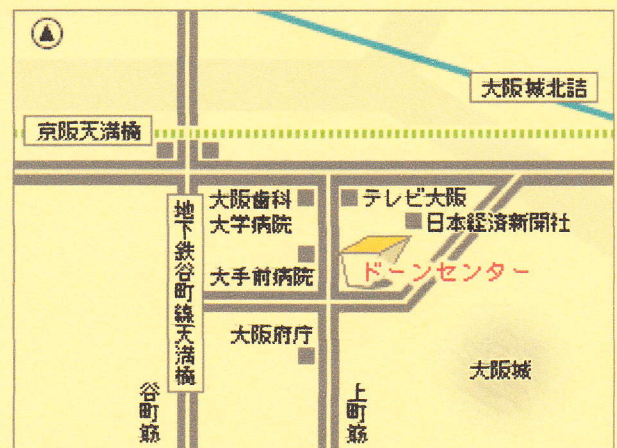 大阪城北詰
京阪天満橋
大阪歯科
大学病院
テレビ大阪
日本経済新聞社
大手前病院
ドーンセンター
地下鉄谷町線天満橋
大阪府庁
大阪城
谷町筋
上町筋